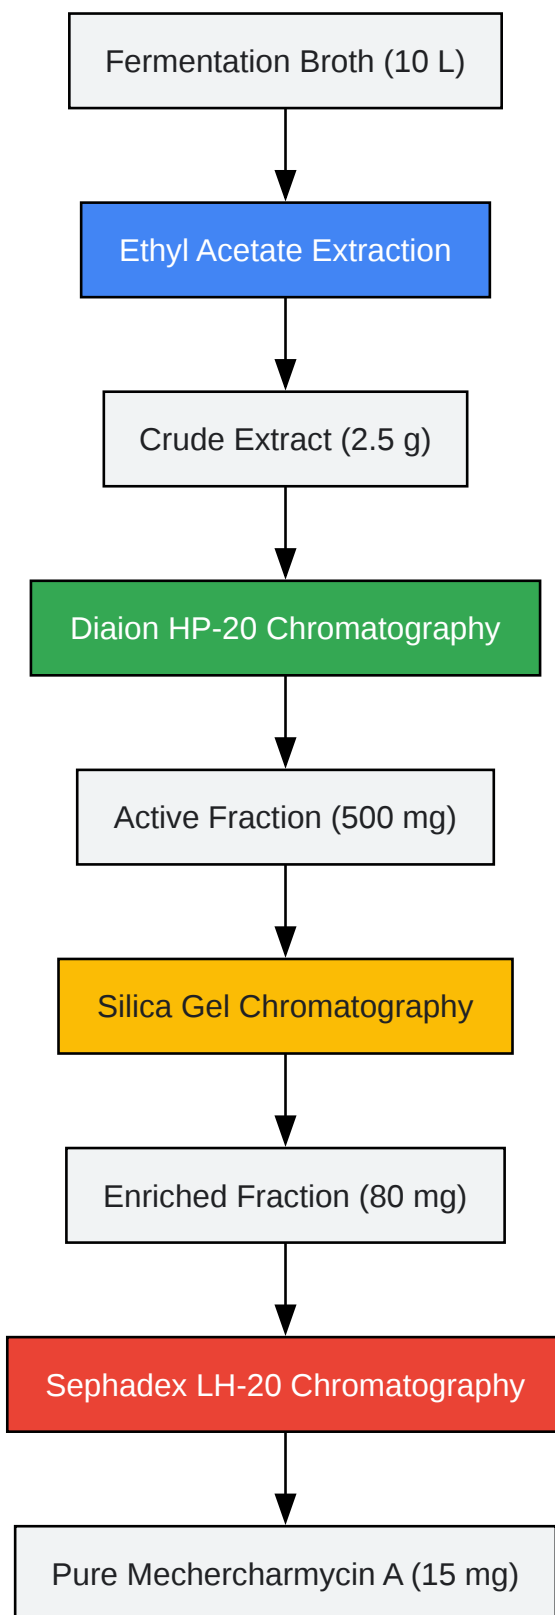 Fermentation Broth (10 L)
Ethyl Acetate Extraction
Crude Extract (2.5 g)
Diaion HP-20 Chromatography
Active Fraction (500 mg)
Silica Gel Chromatography
Enriched Fraction (80 mg)
Sephadex LH-20 Chromatography
Pure Mechercharmycin A (15 mg)